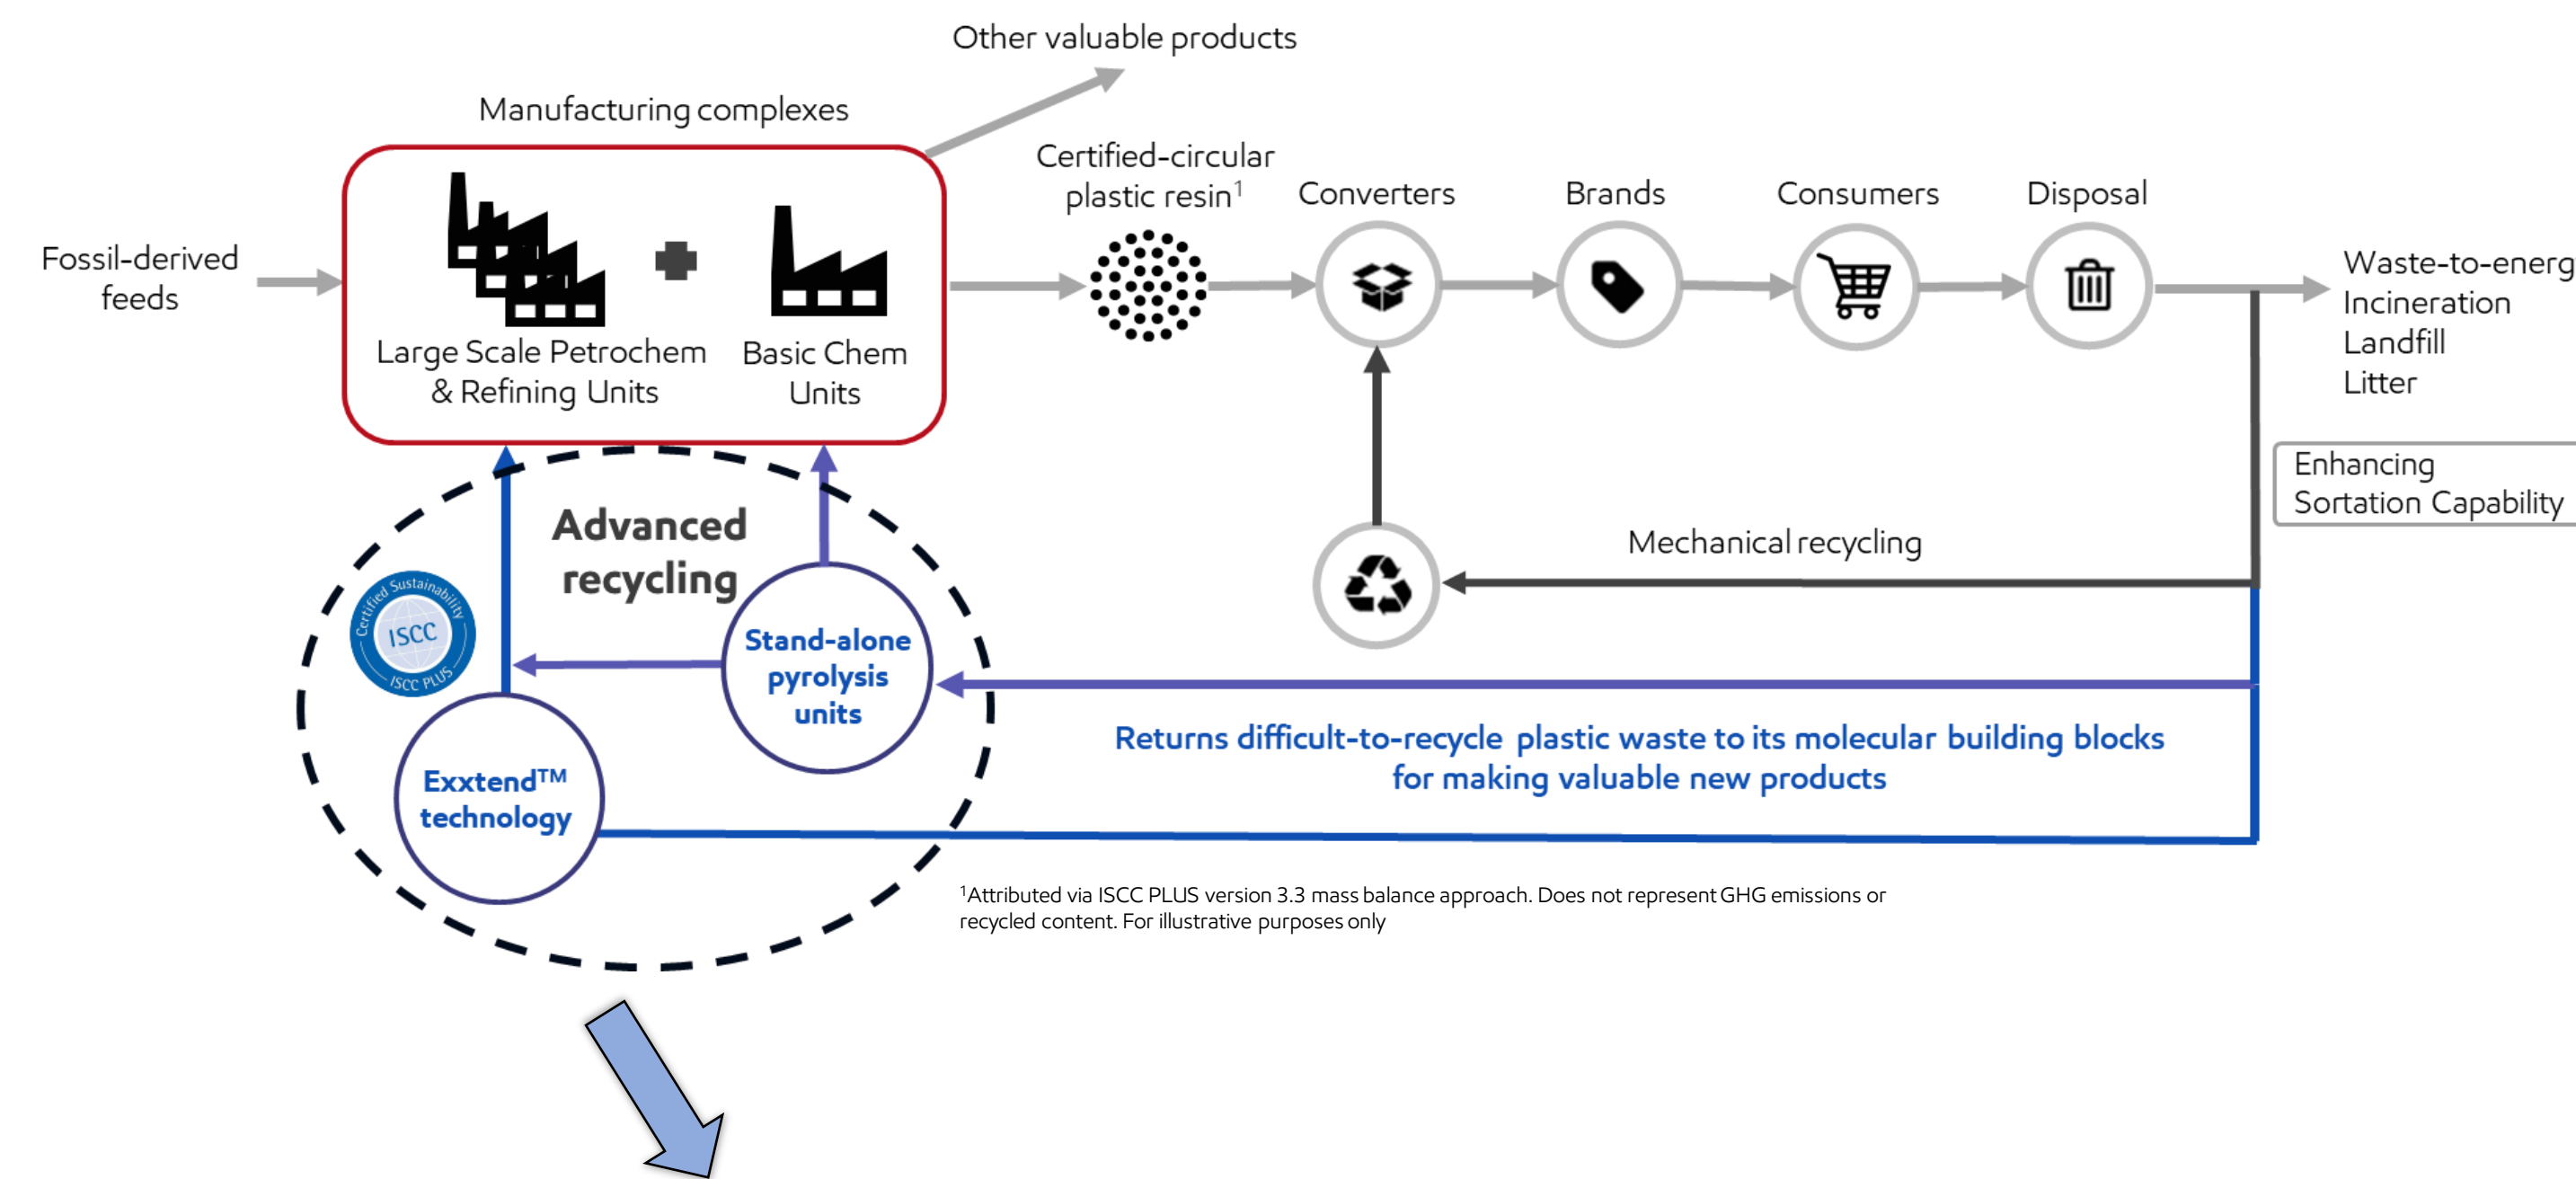 Other valuable products
Manufacturing complexes
Certified-circular
plastic resin¹
Converters
Brands
Consumers
Disposal
Fossil-derived
feeds
Large Scale Petrochem
& Refining Units
Basic Chem
Units
Waste-to-energ
Incineration
Landfill
Litter
Enhancing
Sortation Capability
Advanced
recycling
Mechanical recycling
Certified Sustainability
ISCC
ISCC PLUS
Stand-alone
pyrolysis
units
Exxtend™
technology
Returns difficult-to-recycle plastic waste to its molecular building blocks
for making valuable new products
¹Attributed via ISCC PLUS version 3.3 mass balance approach. Does not represent GHG emissions or
recycled content. For illustrative purposes only